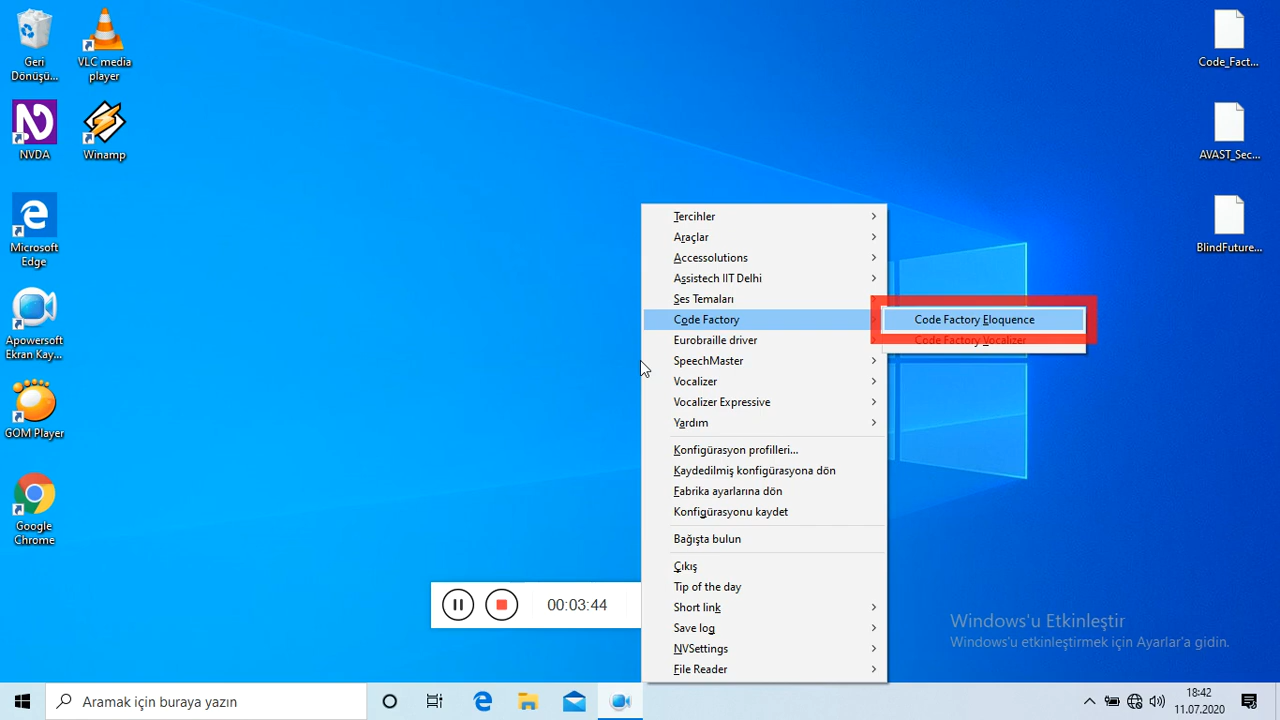 Geri
Dönüşü...
VLC media
player
NVDA
Winamp
Microsoft
Edge
Apowersoft
Ekran Kay...
GOM Player
Google
Chrome
Code_Fact...
AVAST_Sec...
BlindFuture...
Tercihler
Araçlar
Accessolutions
Assistech IIT Delhi
Ses Temaları
Code Factory
Eurobraille driver
SpeechMaster
Vocalizer
Vocalizer Expressive
Yardım
Konfigürasyon profilleri...
Kaydedilmiş konfigürasyona dön
Fabrika ayarlarına dön
Konfigürasyonu kaydet
Bağışta bulun
Çıkış
Tip of the day
Short link
Save log
NVSettings
File Reader
Code Factory Eloquence
Code Factory Vocalizer
00:03:44
Windows'u Etkinleştir
Windows'u etkinleştirmek için Ayarlar'a gidin.
Aramak için buraya yazın
18:42
11.07.2020